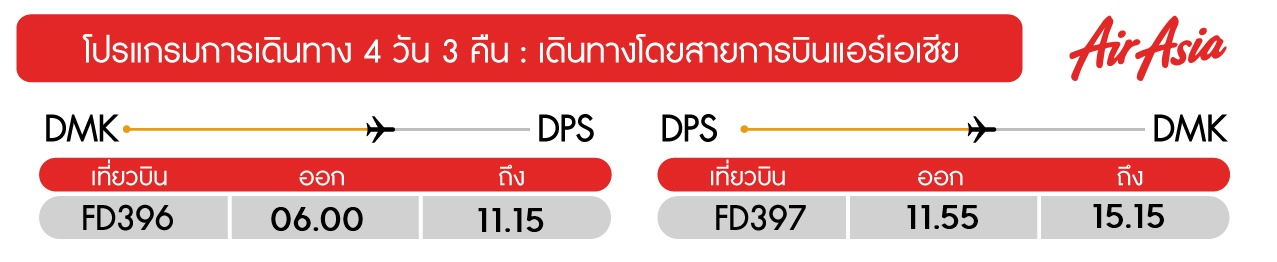 โปรแกรมการเดินทาง 4 วัน 3 คืน : เดินทางโดยสายการบินแอร์เอเชีย
AirAsia
DMK DPS
เที่ยวบิน ออก ถึง
FD396 06.00 11.15
DPS DMK
เที่ยวบิน ออก ถึง
FD397 11.55 15.15